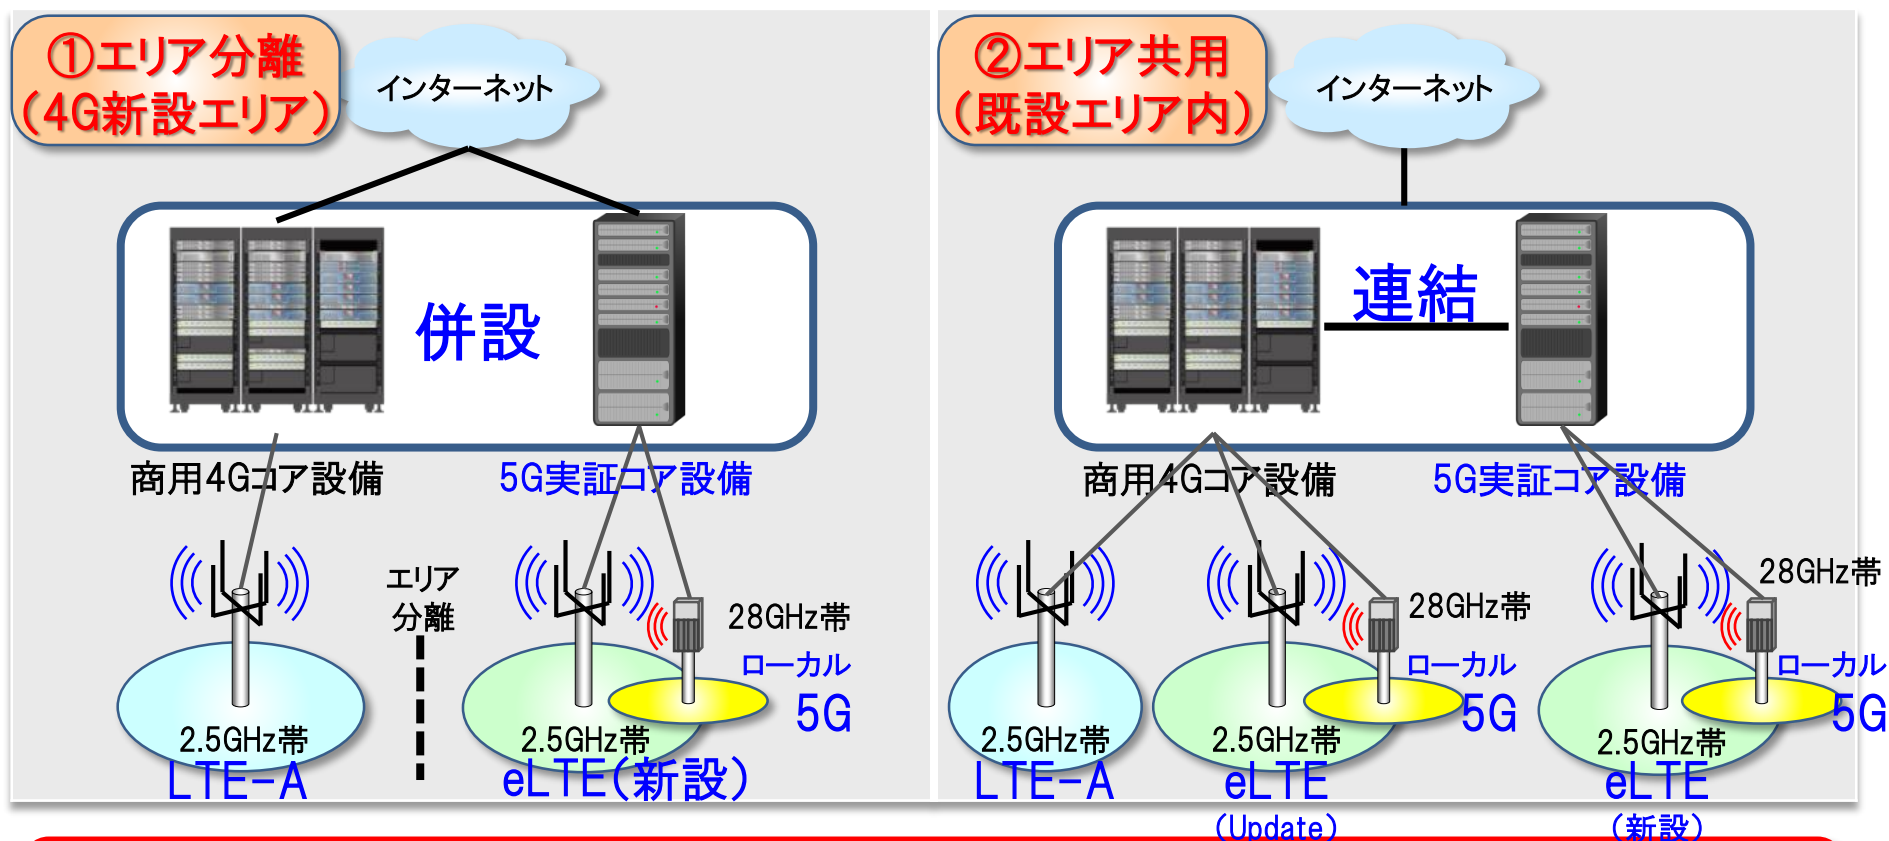 ①エリア分離
（4G新設エリア）
インターネット
併設
商用4Gコア設備
5G実証コア設備
エリア
分離
28GHz帯
ローカル
5G
2.5GHz帯
LTE-A
2.5GHz帯
eLTE（新設）
②エリア共用
（既設エリア内）
インターネット
連結
商用4Gコア設備
5G実証コア設備
28GHz帯
ローカル
5G
28GHz帯
ローカル
5G
2.5GHz帯
LTE-A
2.5GHz帯
eLTE
（Update）
2.5GHz帯
eLTE
（新設）